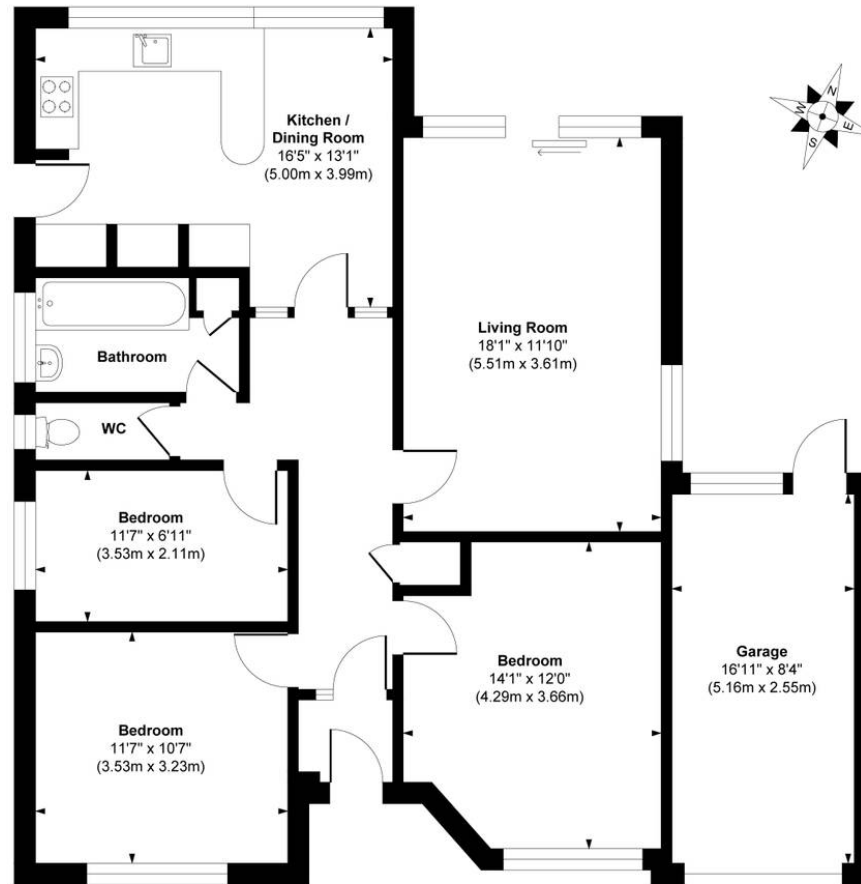 Kitchen /
Dining Room
16'5" x 13'1"
(5.00m x 3.99m)
N
W
E
S
Living Room
18'1" x 11'10"
(5.51m x 3.61m)
Bathroom
WC
Bedroom
11'7" x 6'11"
(3.53m x 2.11m)
Bedroom
14'1" x 12'0"
(4.29m x 3.66m)
Garage
16'11" x 8'4"
(5.16m x 2.55m)
Bedroom
11'7" x 10'7"
(3.53m x 3.23m)